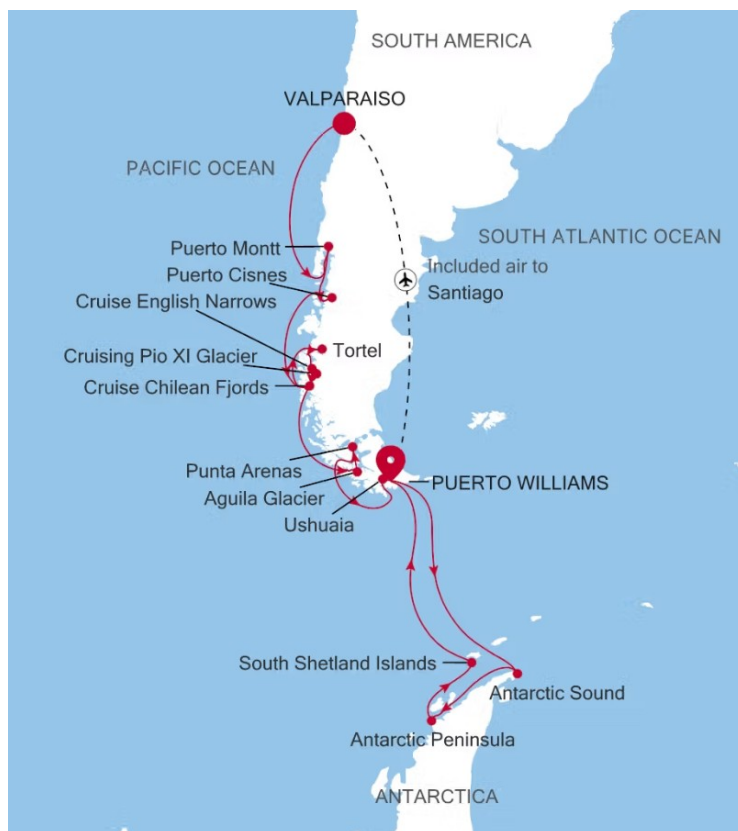 SOUTH AMERICA
VALPARAISO
PACIFIC OCEAN
SOUTH ATLANTIC OCEAN
Puerto Montt
Included air to
Santiago
Puerto Cisnes
Cruise English Narrows
Tortel
Cruising Pio XI Glacier
Cruise Chilean Fjords
Punta Arenas
PUERTO WILLIAMS
Aguila Glacier
Ushuaia
South Shetland Islands
Antarctic Sound
Antarctic Peninsula
ANTARCTICA